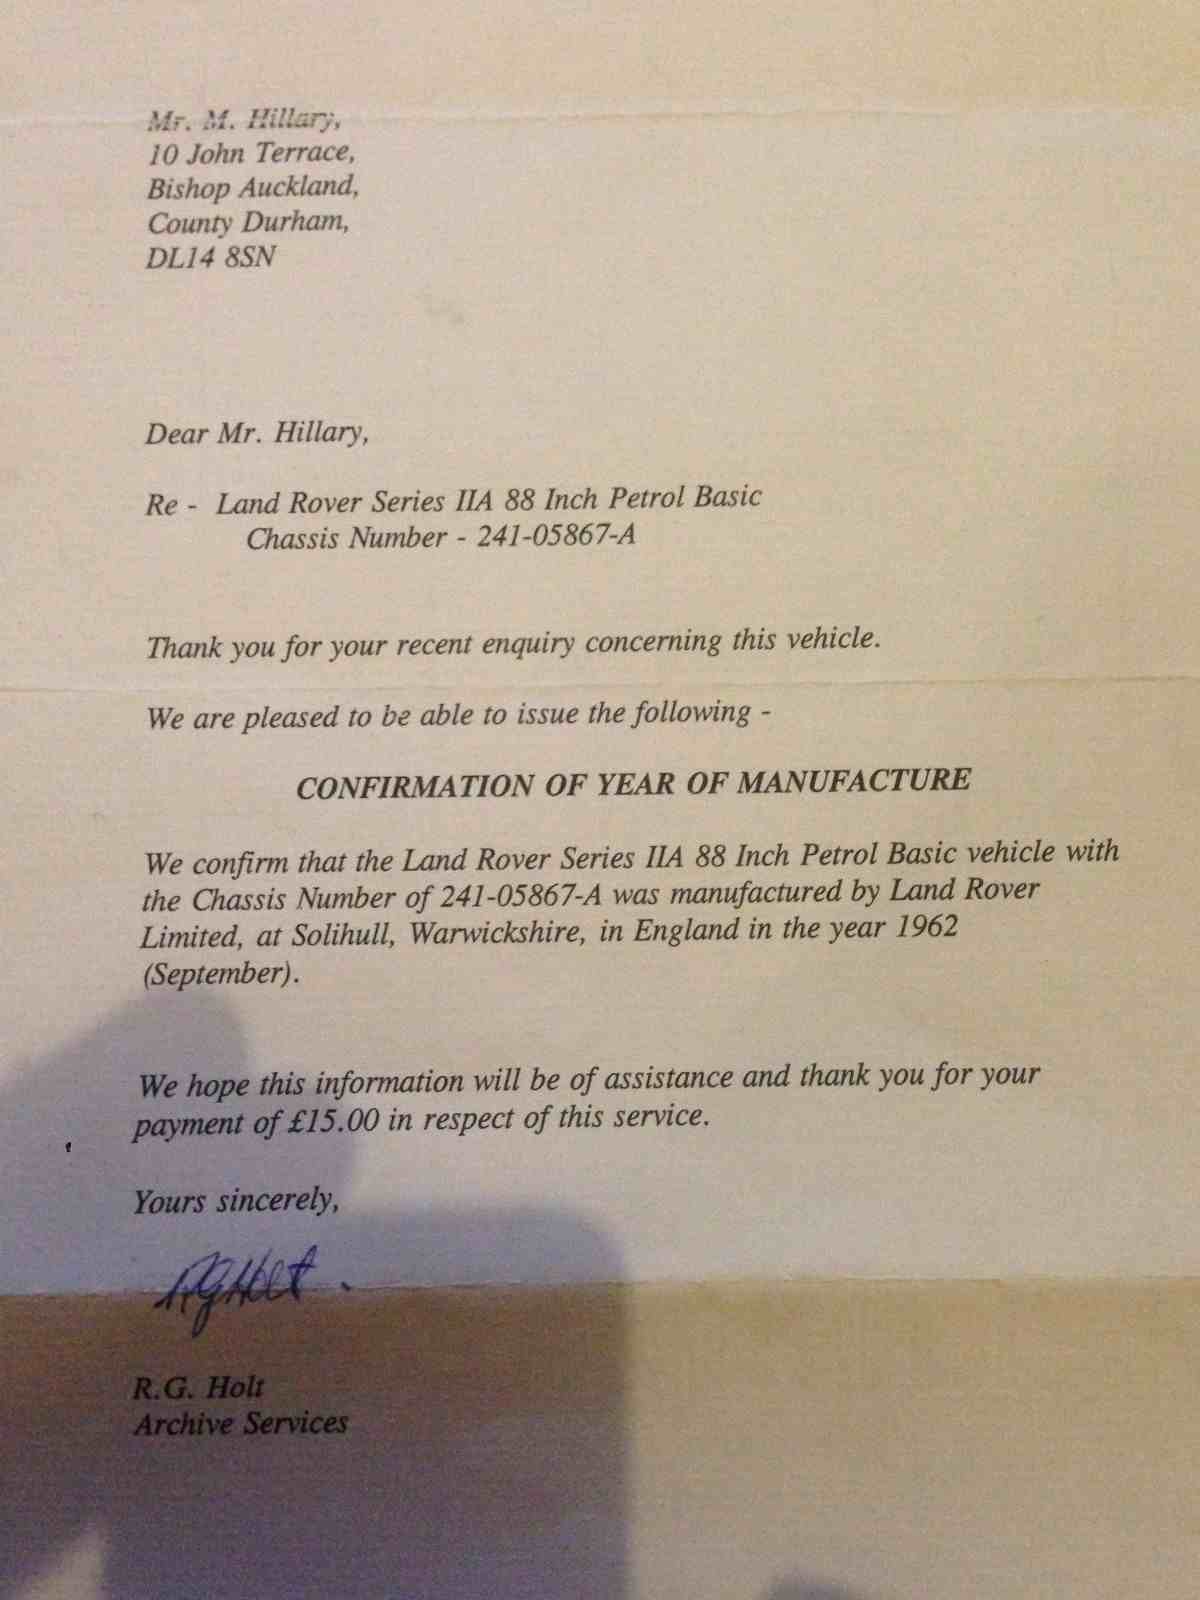 Mr. M. Hillary,
10 John Terrace,
Bishop Auckland,
County Durham,
DL14 8SN
Dear Mr. Hillary,
Re - Land Rover Series IIA 88 Inch Petrol Basic
Chassis Number - 241-05867-A
Thank you for your recent enquiry concerning this vehicle.
We are pleased to be able to issue the following -
CONFIRMATION OF YEAR OF MANUFACTURE
We confirm that the Land Rover Series IIA 88 Inch Petrol Basic vehicle with
the Chassis Number of 241-05867-A was manufactured by Land Rover
Limited, at Solihull, Warwickshire, in England in the year 1962
(September).
We hope this information will be of assistance and thank you for your
payment of £15.00 in respect of this service.
Yours sincerely,
RGHolt.
R.G. Holt
Archive Services